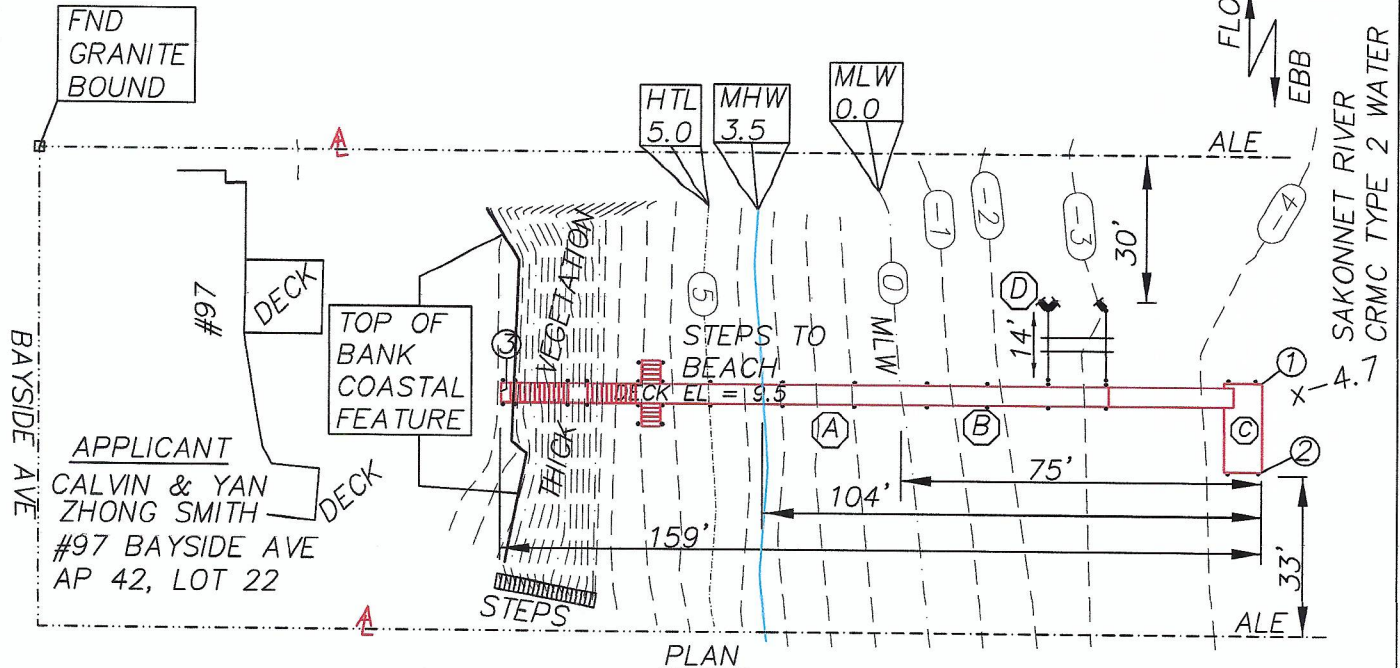 FND
GRANITE
BOUND
HTL
5.0
MHW
3.5
MLW
0.0
EBB
SAKONNET RIVER
CRMC TYPE 2 WATER
ALE
-1
-2
-3
-4
30'
D
14'
#97
DECK
TOP OF
BANK
COASTAL
FEATURE
3
THICK VEGETATION
5
0
MLW
STEPS TO
BEACH
DECK EL = 9.5
A
B
C
1
x -4.7
2
BAYSIDE AVE
APPLICANT
CALVIN & YAN
ZHONG SMITH
#97 BAYSIDE AVE
AP 42, LOT 22
DECK
75'
104'
159'
33'
STEPS
ALE
PLAN